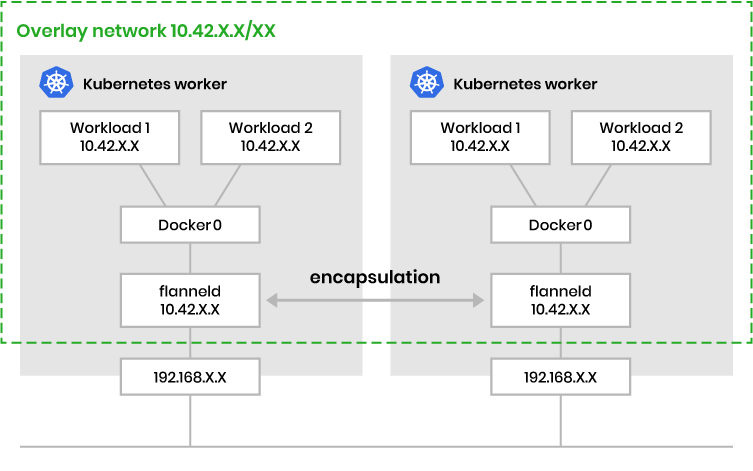 Overlay network 10.42.X.X/XX
Kubernetes worker
Workload 1
10.42.X.X
Workload 2
10.42.X.X
Docker0
flanneld
10.42.X.X
192.168.X.X
encapsulation
Kubernetes worker
Workload 1
10.42.X.X
Workload 2
10.42.X.X
Docker0
flanneld
10.42.X.X
192.168.X.X